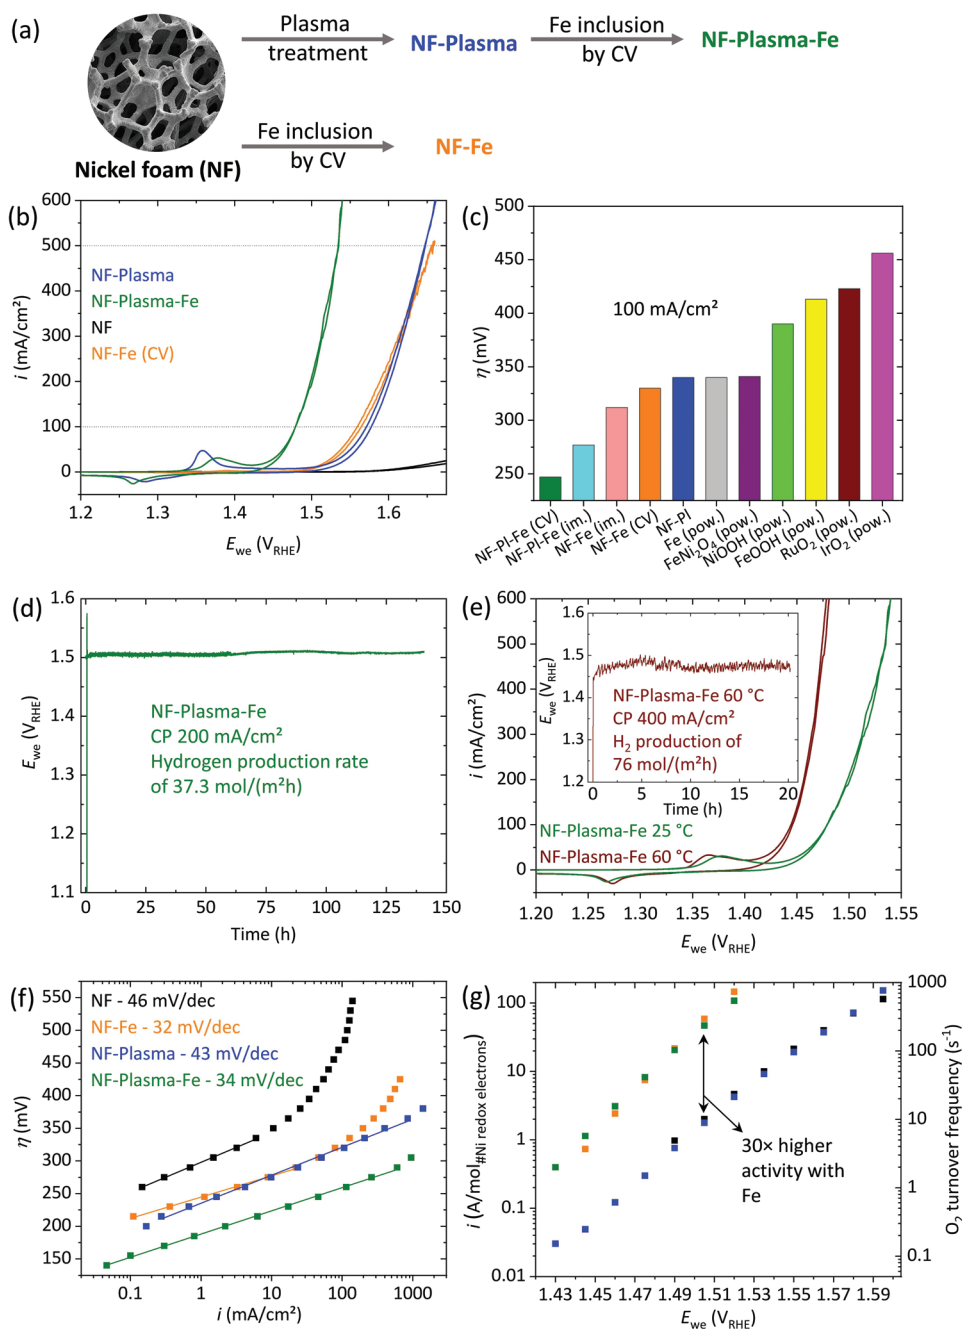 (a)
Plasma
treatment
NF-Plasma
Fe inclusion
by CV
NF-Plasma-Fe
Fe inclusion
by CV
NF-Fe
Nickel foam (NF)
(b)
600
500
400
300
200
100
0
i (mA/cm²)
NF-Plasma
NF-Plasma-Fe
NF
NF-Fe (CV)
1.2 1.3 1.4 1.5 1.6
E_we (V_RHE)
(c)
450
400
350
300
250
η (mV)
100 mA/cm²
NF-Pl-Fe (CV)
NF-Pl-Fe (im.)
NF-Fe (im.)
NF-Fe (CV)
NF-Pl
Fe (pow.)
FeNi₂O₄ (pow.)
NiOOH (pow.)
FeOOH (pow.)
RuO₂ (pow.)
IrO₂ (pow.)
(d)
1.6
1.5
1.4
1.3
1.2
1.1
E_we (V_RHE)
NF-Plasma-Fe
CP 200 mA/cm²
Hydrogen production rate
of 37.3 mol/(m²h)
0 25 50 75 100 125 150
Time (h)
(e)
600
500
400
300
200
100
0
i (mA/cm²)
1.6
1.5
1.4
1.3
1.2
E_we (V_RHE)
NF-Plasma-Fe 60 °C
CP 400 mA/cm²
H₂ production of
76 mol/(m²h)
0 5 10 15 20
Time (h)
NF-Plasma-Fe 25 °C
NF-Plasma-Fe 60 °C
1.20 1.25 1.30 1.35 1.40 1.45 1.50 1.55
E_we (V_RHE)
(f)
550
500
450
400
350
300
250
200
150
η (mV)
NF - 46 mV/dec
NF-Fe - 32 mV/dec
NF-Plasma - 43 mV/dec
NF-Plasma-Fe - 34 mV/dec
0.1 1 10 100 1000
i (mA/cm²)
(g)
100
10
1
0.1
0.01
i (A/mol_#Ni redox electrons)
30× higher
activity with
Fe
1000
100
10
1
0.1
O₂ turnover frequency (s⁻¹)
1.43 1.45 1.47 1.49 1.51 1.53 1.55 1.57 1.59
E_we (V_RHE)